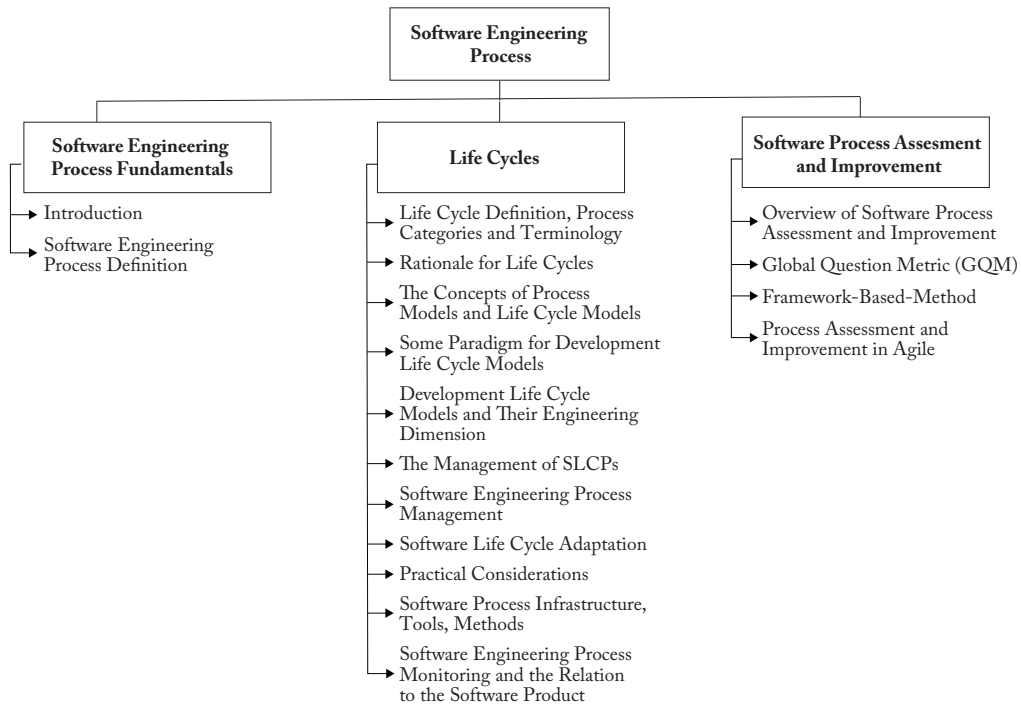 Software Engineering
Process
Software Engineering
Process Fundamentals
Introduction
Software Engineering
Process Definition
Life Cycles
Life Cycle Definition, Process
Categories and Terminology
Rationale for Life Cycles
The Concepts of Process
Models and Life Cycle Models
Some Paradigm for Development
Life Cycle Models
Development Life Cycle
Models and Their Engineering
Dimension
The Management of SLCPs
Software Engineering Process
Management
Software Life Cycle Adaptation
Practical Considerations
Software Process Infrastructure,
Tools, Methods
Software Engineering Process
Monitoring and the Relation
to the Software Product
Software Process Assesment
and Improvement
Overview of Software Process
Assessment and Improvement
Global Question Metric (GQM)
Framework-Based-Method
Process Assessment and
Improvement in Agile